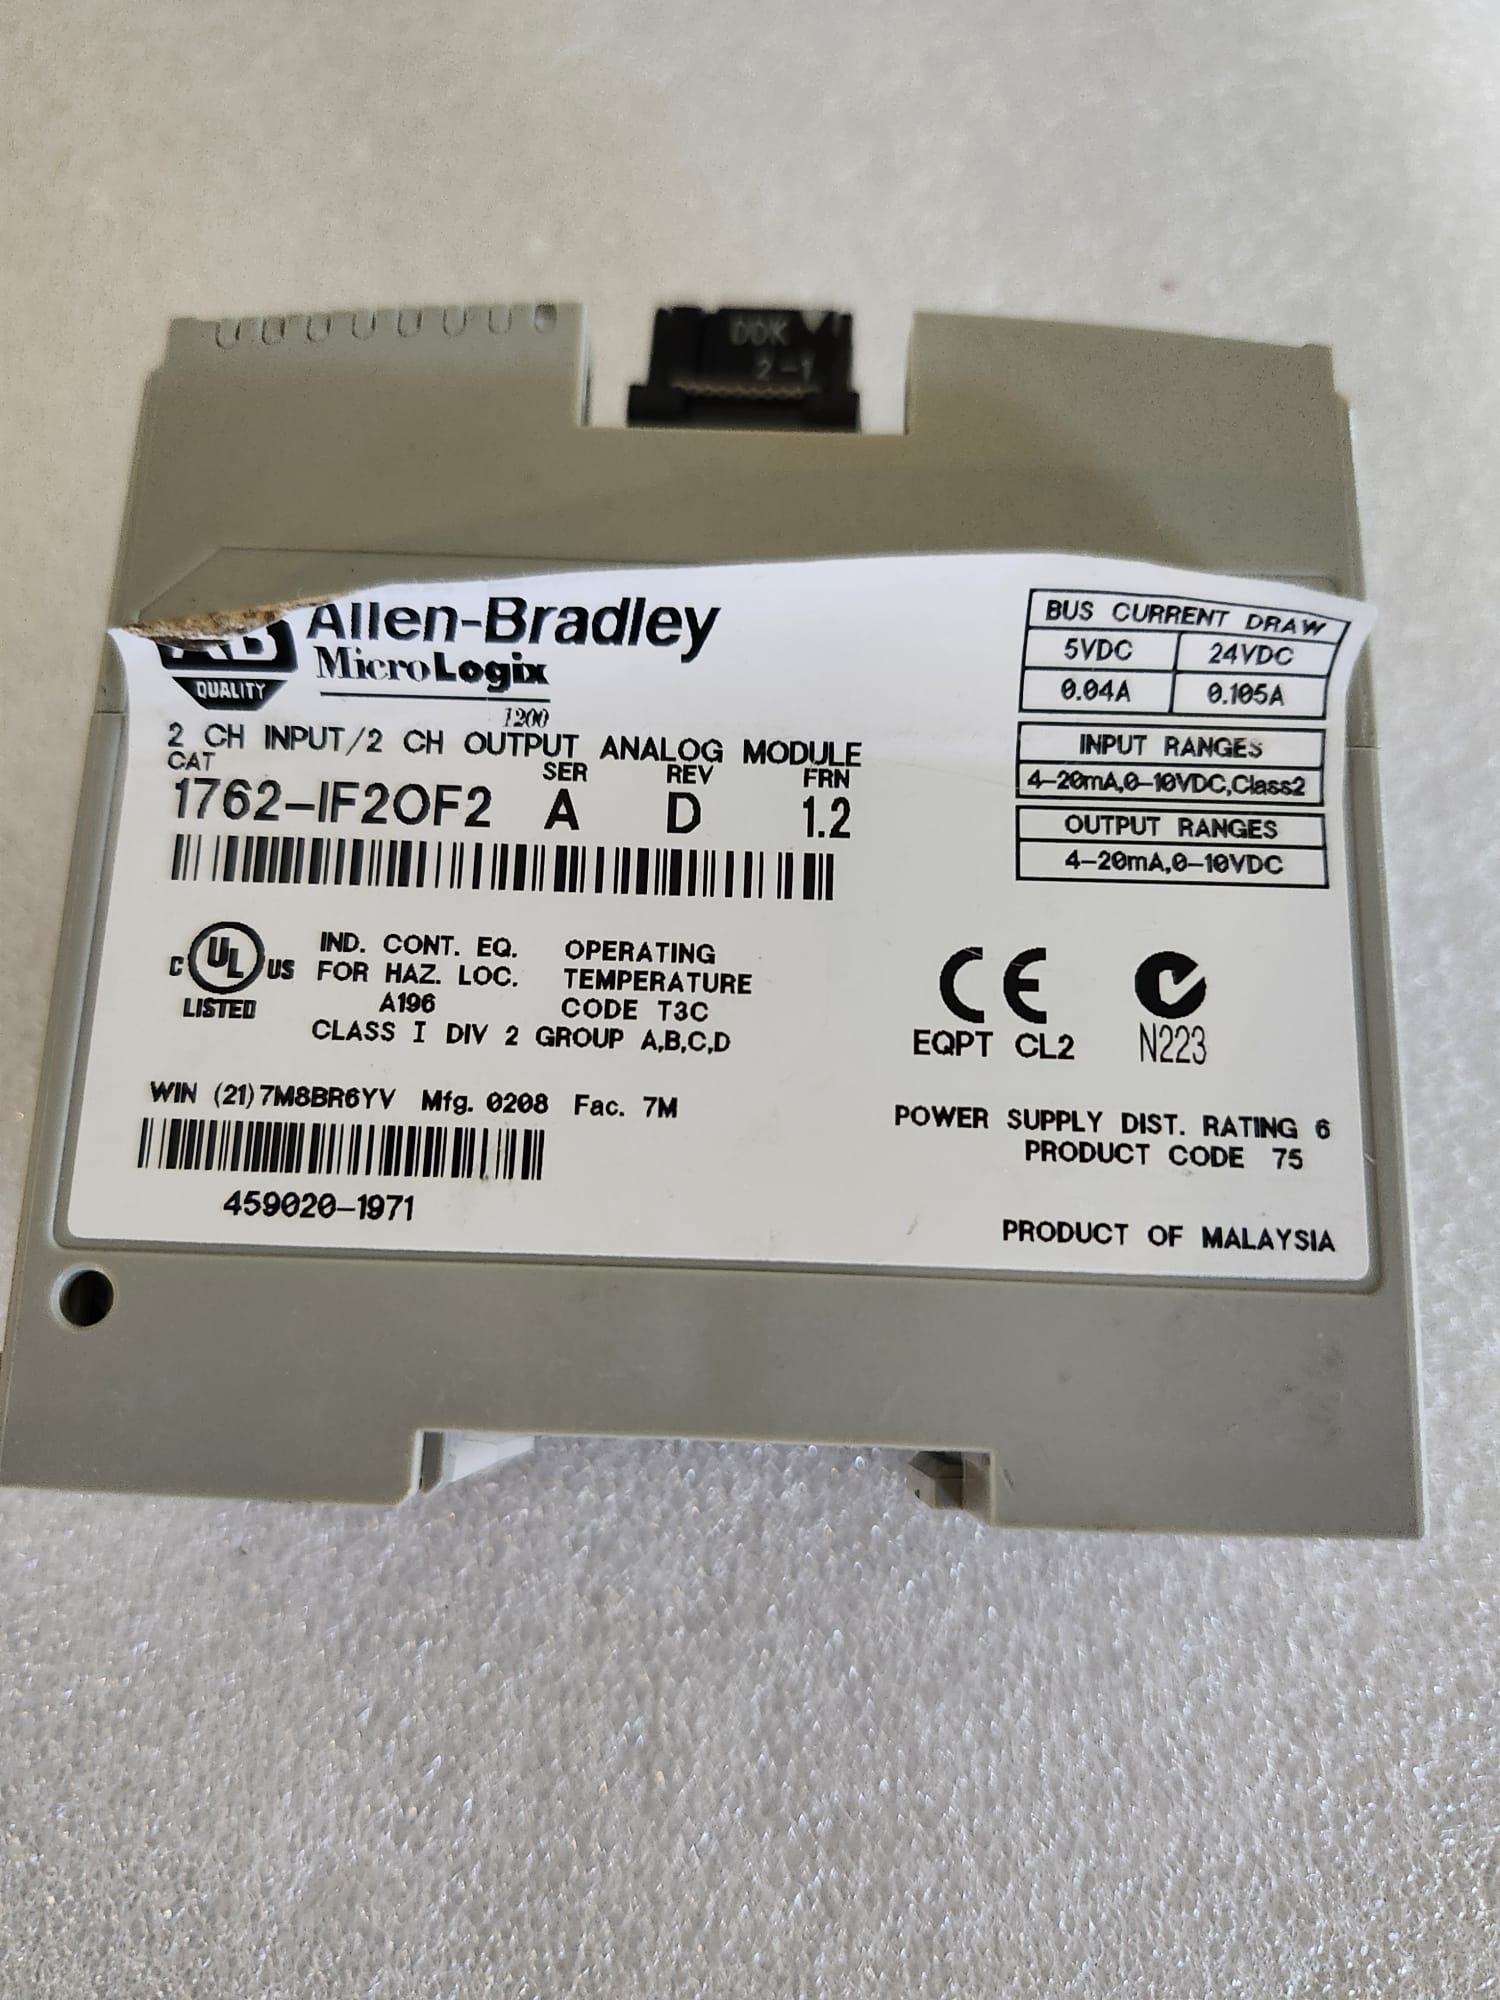 DDK
2-1
AB
QUALITY
Allen-Bradley
MicroLogix
1200
2 CH INPUT/2 CH OUTPUT ANALOG MODULE
CAT SER REV FRN
1762-IF2OF2 A D 1.2
C UL US
LISTED
IND. CONT. EQ.
FOR HAZ. LOC.
A196
OPERATING
TEMPERATURE
CODE T3C
CLASS I DIV 2 GROUP A,B,C,D
WIN (21)7M8BR6YV Mfg. 0208 Fac. 7M
459020-1971
BUS CURRENT DRAW
5VDC 24VDC
0.04A 0.105A
INPUT RANGES
4-20mA,0-10VDC,Class2
OUTPUT RANGES
4-20mA,0-10VDC
CE
EQPT CL2
N223
POWER SUPPLY DIST. RATING 6
PRODUCT CODE 75
PRODUCT OF MALAYSIA